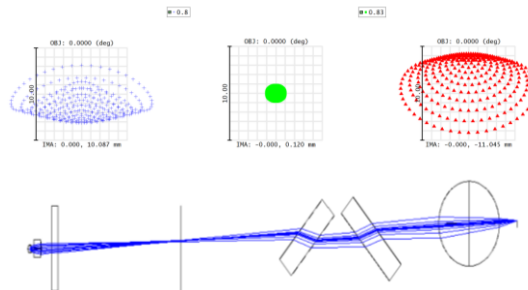 0.8
0.83
OBJ: 0.0000 (deg)
10.00
IMA: 0.000, 10.087 mm
OBJ: 0.0000 (deg)
10.00
IMA: -0.000, 0.120 mm
OBJ: 0.0000 (deg)
10.00
IMA: -0.000, -11.045 mm